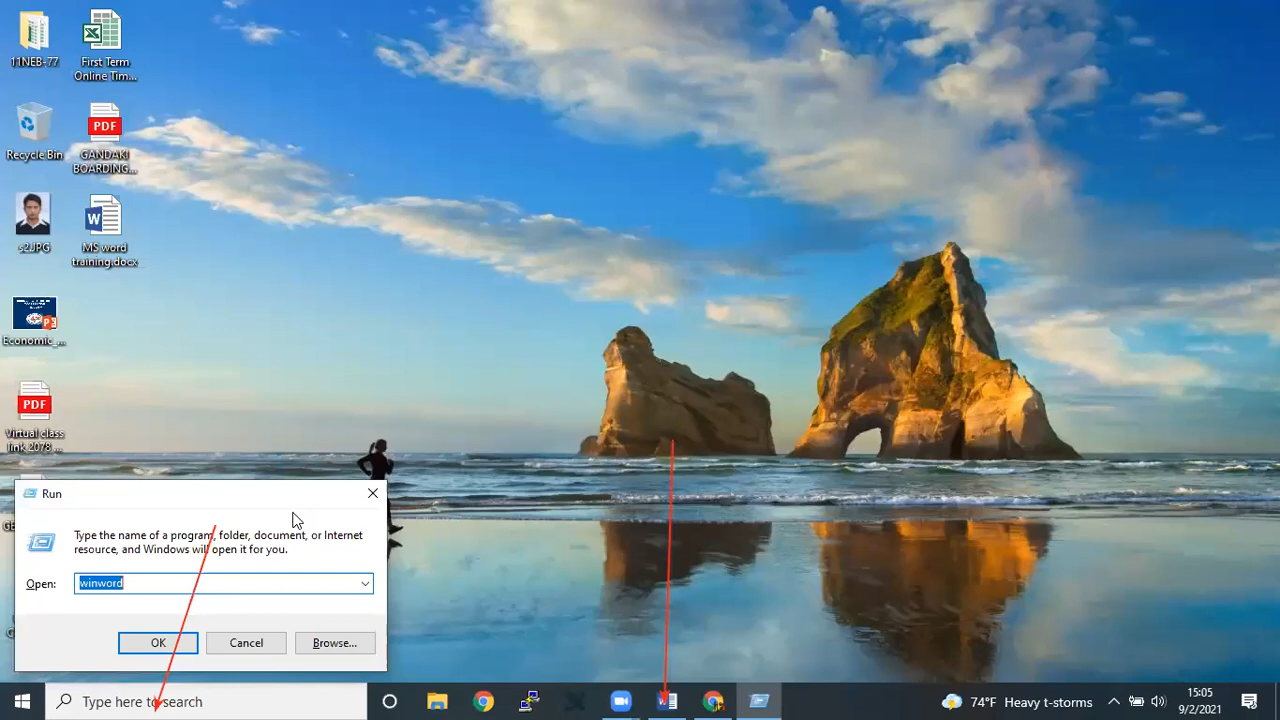 11NEB-77
First Term
Online Tim...
Recycle Bin
PDF
GANDAKI
BOARDING...
s2.JPG
MS word
training.docx
Economic_...
PDF
Virtual class
link 2078 ...
Run
Type the name of a program, folder, document, or Internet
resource, and Windows will open it for you.
Open:
winword
OK
Cancel
Browse...
Type here to search
74°F Heavy t-storms
15:05
9/2/2021